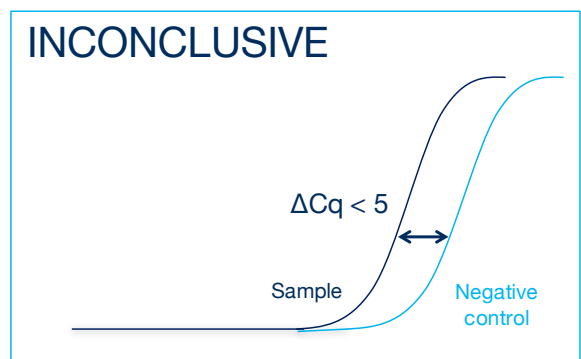 INCONCLUSIVE
ΔCq < 5
Sample
Negative
control